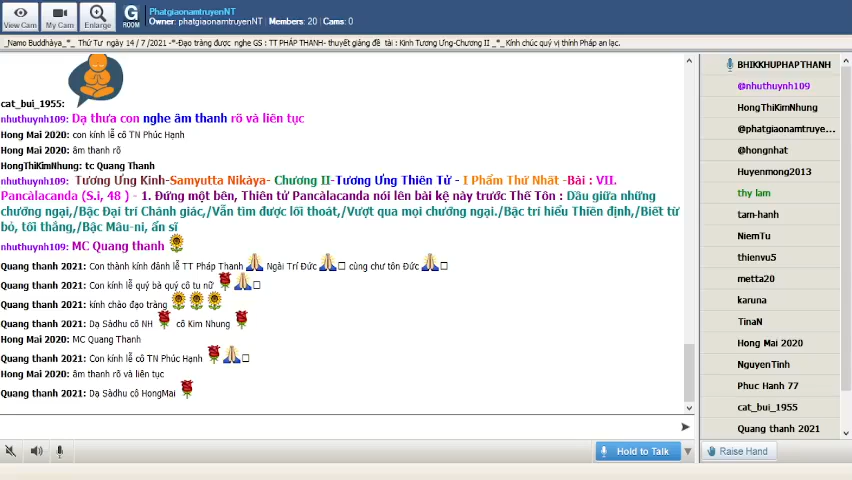 View Cam
My Cam
Enlarge
G
ROOM
PhatgiaonamtruyenNT
Owner: phatgiaonamtruyenNT | Members: 20 | Cams: 0
_Namo Buddhàya_*_ Thứ Tư ngày 14 / 7 /2021 -*-Đạo tràng được nghe GS : TT PHÁP THANH- thuyết giảng đề tài : Kinh Tương Ưng-Chương II _*_ Kính chúc quý vị thính Pháp an lạc.
cat_bui_1955:
nhuthuynh109: Dạ thưa con nghe âm thanh rõ và liên tục
Hong Mai 2020: con kính lễ cô TN Phúc Hạnh
Hong Mai 2020: âm thanh rõ
HongThiKimNhung: tc Quang Thanh
nhuthuynh109: Tương Ưng Kinh-Samyutta Nikàya- Chương II-Tương Ưng Thiên Tử - I Phẩm Thứ Nhất -Bài : VII.
Pancàlacanda (S.i, 48 ) - 1. Đứng một bên, Thiên tử Pancàlacanda nói lên bài kệ này trước Thế Tôn : Dầu giữa những
chướng ngại,/Bậc Đại trí Chánh giác,/Vẫn tìm được lối thoát,/Vượt qua mọi chướng ngại./Bậc trí hiểu Thiền định,/Biết từ
bỏ, tối thắng,/Bậc Mâu-ni, ẩn sĩ
nhuthuynh109: MC Quang thanh
Quang thanh 2021: Con thành kính đảnh lễ TT Pháp Thanh Ngài Trí Đức cùng chư tôn Đức
Quang thanh 2021: Con kính lễ quý bà quý cô tu nữ
Quang thanh 2021: kính chào đạo tràng
Quang thanh 2021: Dạ Sàdhu cô NH cô Kim Nhung
Hong Mai 2020: MC Quang Thanh
Quang thanh 2021: Con kính lễ cô TN Phúc Hạnh
Hong Mai 2020: âm thanh rõ và liên tục
Quang thanh 2021: Dạ Sàdhu cô HongMai
Hold to Talk
BHIKKHUPHAPTHANH
@nhuthuynh109
HongThiKimNhung
@phatgiaonamtruye...
@hongnhat
Huyenmong2013
thy lam
tam-hanh
NiemTu
thienvu5
metta20
karuna
TinaN
Hong Mai 2020
NguyenTinh
Phuc Hanh 77
cat_bui_1955
Quang thanh 2021
Raise Hand